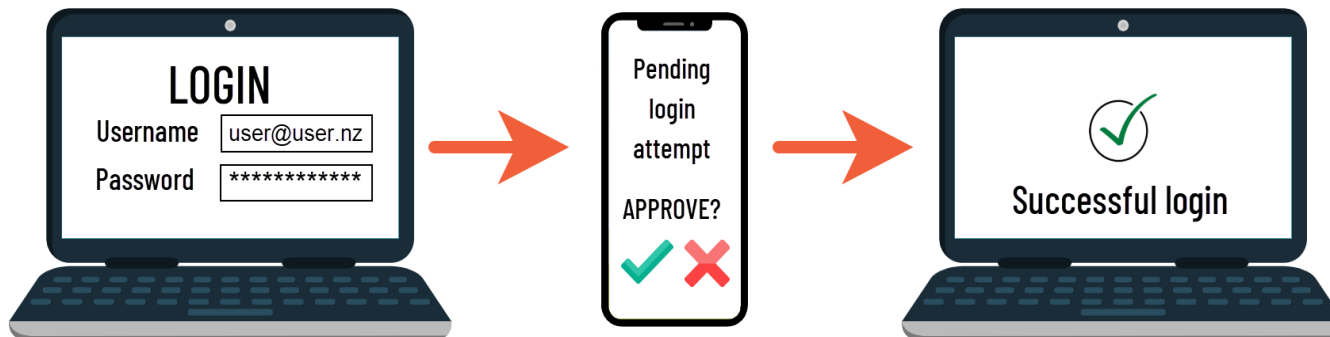 LOGIN
Username user@user.nz
Password ************
Pending
login
attempt
APPROVE?
Successful login